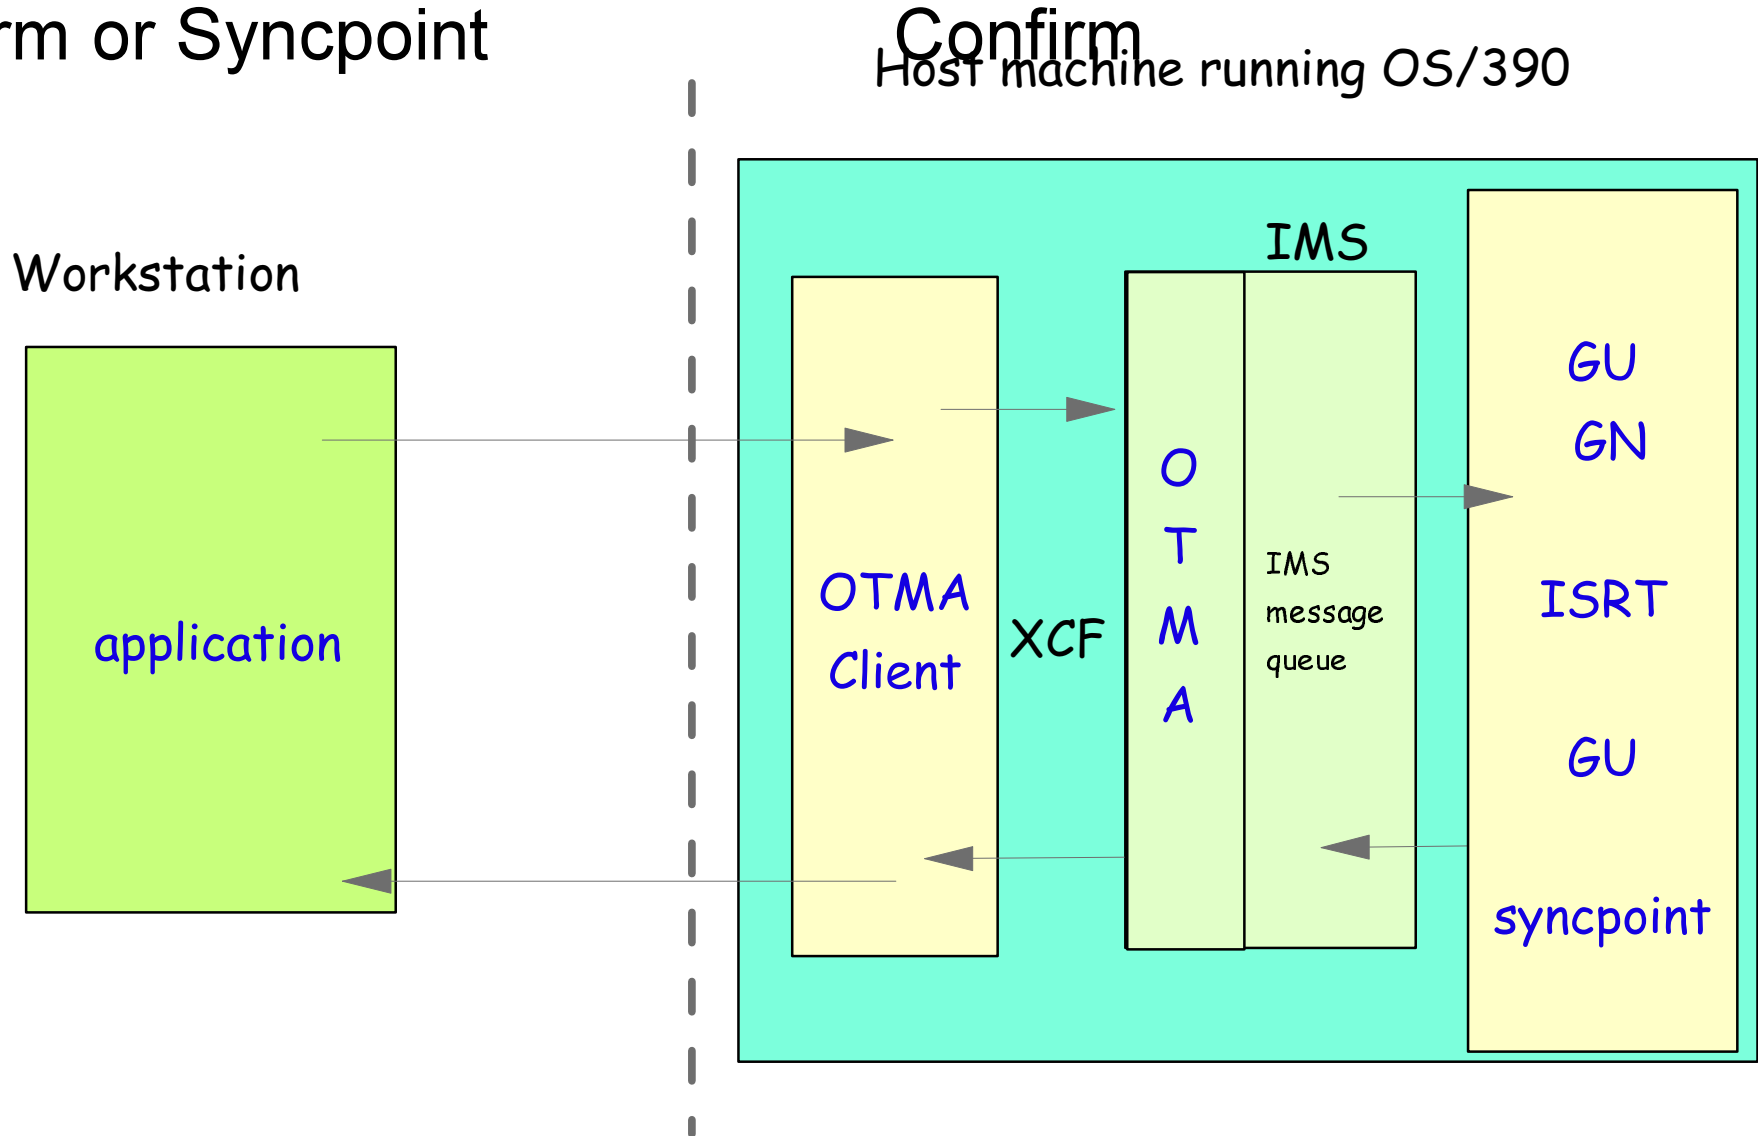 rm or Syncpoint
Confirm
Host machine running OS/390
Workstation
application
OTMA
Client
XCF
IMS
O
T
M
A
IMS
message
queue
GU
GN
ISRT
GU
syncpoint